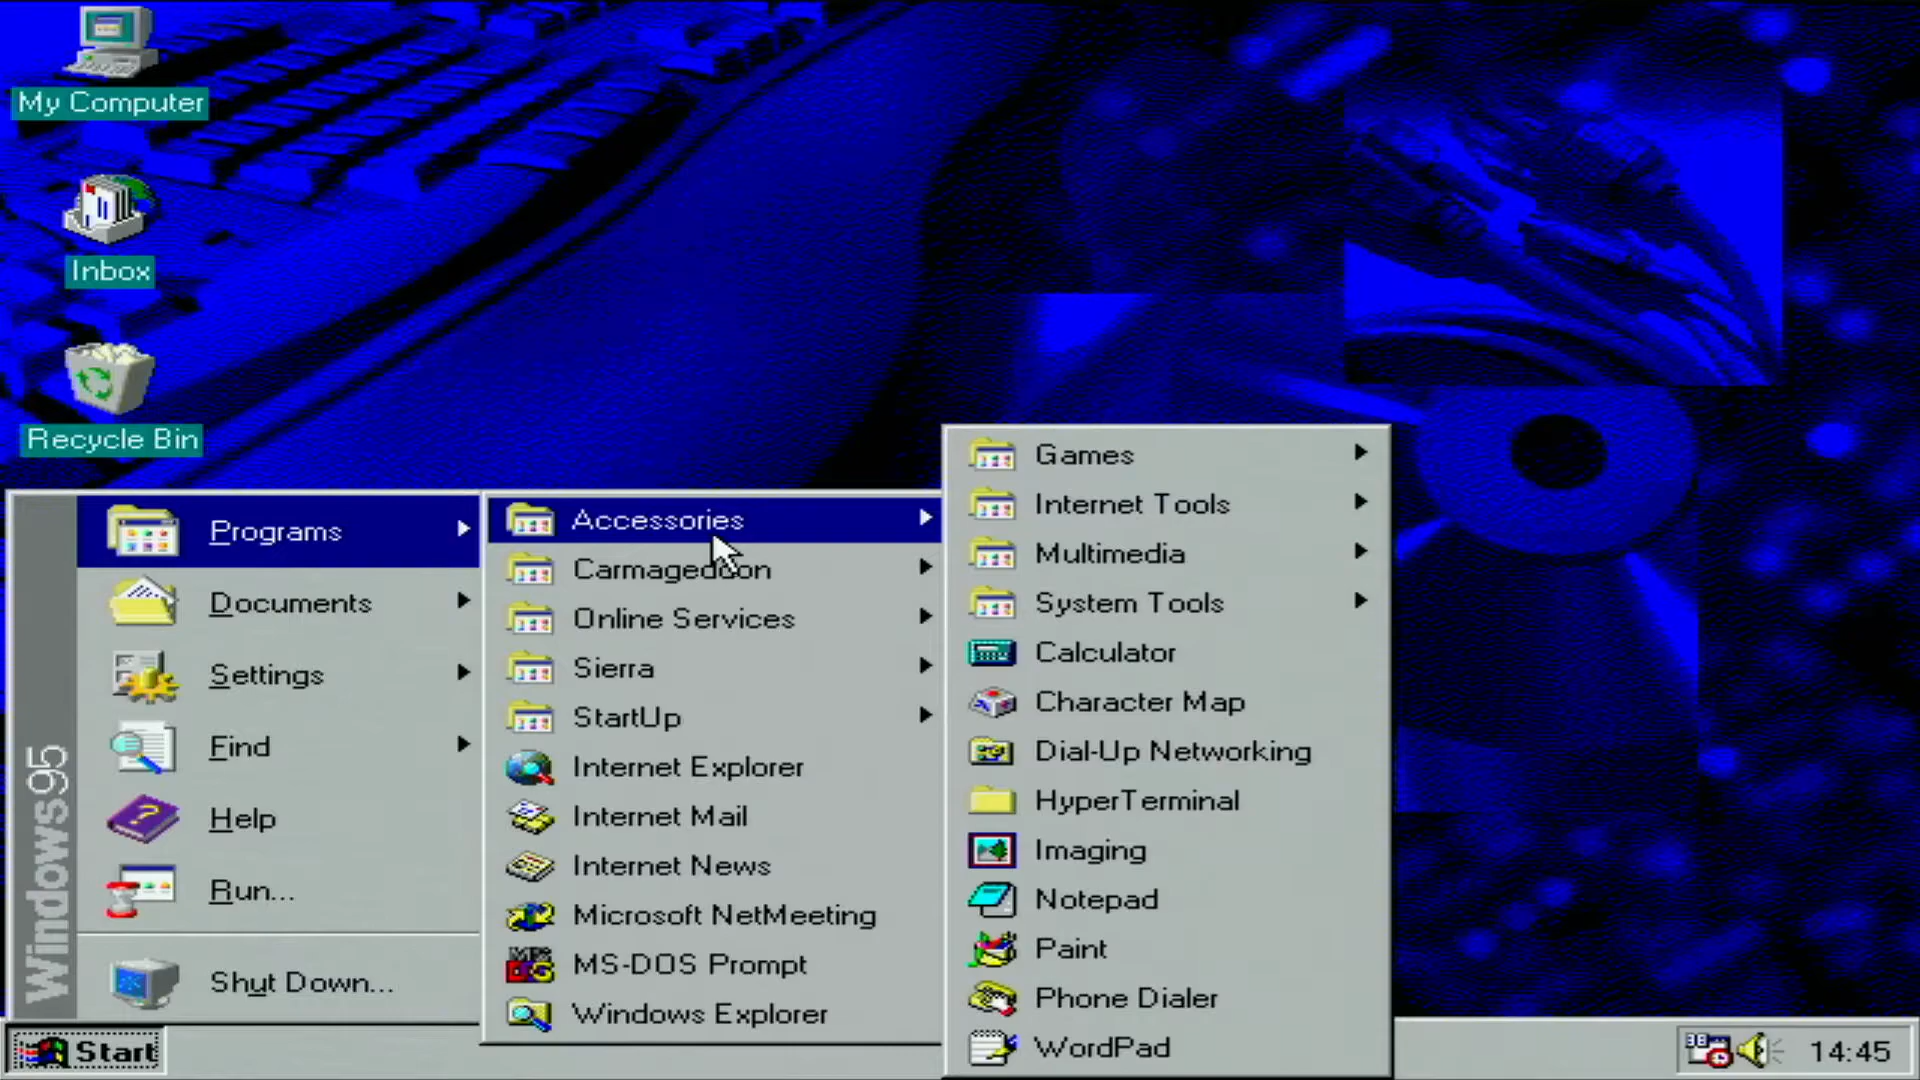 My Computer
Inbox
Recycle Bin
Programs
Documents
Settings
Find
Help
Run...
Shut Down...
Windows95
Accessories
Carmageddon
Online Services
Sierra
StartUp
Internet Explorer
Internet Mail
Internet News
Microsoft NetMeeting
MS-DOS Prompt
Windows Explorer
Games
Internet Tools
Multimedia
System Tools
Calculator
Character Map
Dial-Up Networking
HyperTerminal
Imaging
Notepad
Paint
Phone Dialer
WordPad
Start
14:45